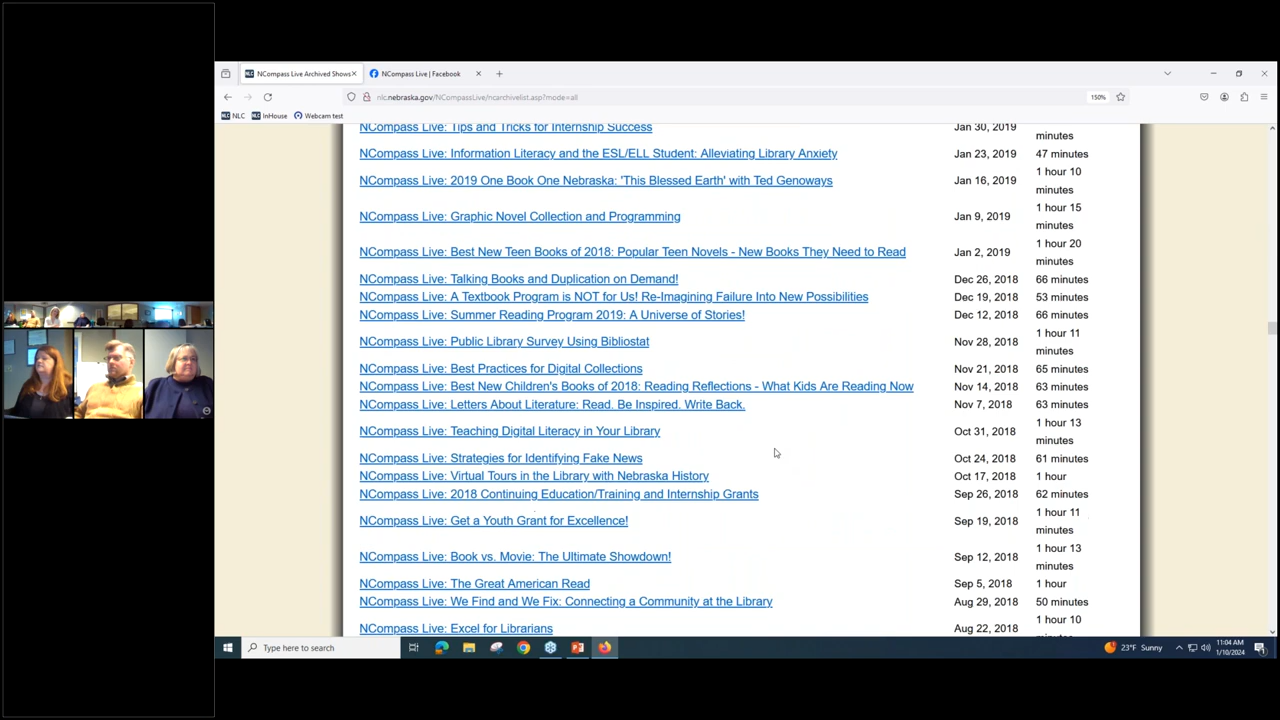 NCompass Live Archived Shows
NCompass Live | Facebook
nlc.nebraska.gov/NCompassLive/ncarchivelist.asp?mode=all
150%
NLC InHouse Webcam test
NCompass Live: Tips and Tricks for Internship Success Jan 30, 2019 minutes
NCompass Live: Information Literacy and the ESL/ELL Student: Alleviating Library Anxiety Jan 23, 2019 47 minutes
NCompass Live: 2019 One Book One Nebraska: 'This Blessed Earth' with Ted Genoways Jan 16, 2019 1 hour 10 minutes
NCompass Live: Graphic Novel Collection and Programming Jan 9, 2019 1 hour 15 minutes
NCompass Live: Best New Teen Books of 2018: Popular Teen Novels - New Books They Need to Read Jan 2, 2019 1 hour 20 minutes
NCompass Live: Talking Books and Duplication on Demand! Dec 26, 2018 66 minutes
NCompass Live: A Textbook Program is NOT for Us! Re-Imagining Failure Into New Possibilities Dec 19, 2018 53 minutes
NCompass Live: Summer Reading Program 2019: A Universe of Stories! Dec 12, 2018 66 minutes
NCompass Live: Public Library Survey Using Bibliostat Nov 28, 2018 1 hour 11 minutes
NCompass Live: Best Practices for Digital Collections Nov 21, 2018 65 minutes
NCompass Live: Best New Children's Books of 2018: Reading Reflections - What Kids Are Reading Now Nov 14, 2018 63 minutes
NCompass Live: Letters About Literature: Read. Be Inspired. Write Back. Nov 7, 2018 63 minutes
NCompass Live: Teaching Digital Literacy in Your Library Oct 31, 2018 1 hour 13 minutes
NCompass Live: Strategies for Identifying Fake News Oct 24, 2018 61 minutes
NCompass Live: Virtual Tours in the Library with Nebraska History Oct 17, 2018 1 hour
NCompass Live: 2018 Continuing Education/Training and Internship Grants Sep 26, 2018 62 minutes
NCompass Live: Get a Youth Grant for Excellence! Sep 19, 2018 1 hour 11 minutes
NCompass Live: Book vs. Movie: The Ultimate Showdown! Sep 12, 2018 1 hour 13 minutes
NCompass Live: The Great American Read Sep 5, 2018 1 hour
NCompass Live: We Find and We Fix: Connecting a Community at the Library Aug 29, 2018 50 minutes
NCompass Live: Excel for Librarians Aug 22, 2018 1 hour 10 minutes
Type here to search
23°F Sunny
11:04 AM
1/10/2024